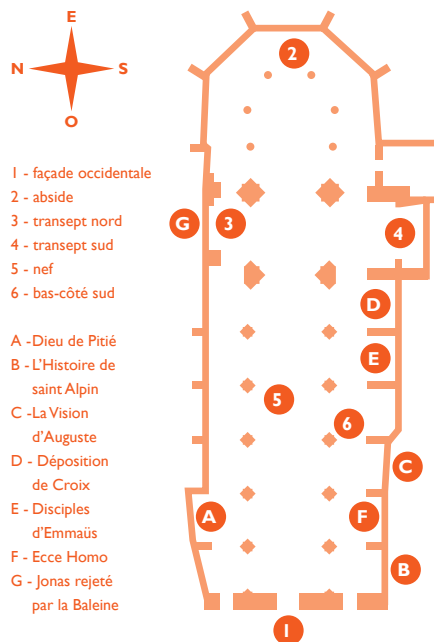 E
N S
O
1 - façade occidentale
2 - abside
3 - transept nord
4 - transept sud
5 - nef
6 - bas-côté sud
A -Dieu de Pitié
B - L'Histoire de
saint Alpin
C -La Vision
d'Auguste
D - Déposition
de Croix
E - Disciples
d'Emmaüs
F - Ecce Homo
G - Jonas rejeté
par la Baleine
2
G 3
4
D
E
5
6
C
A F
B
1